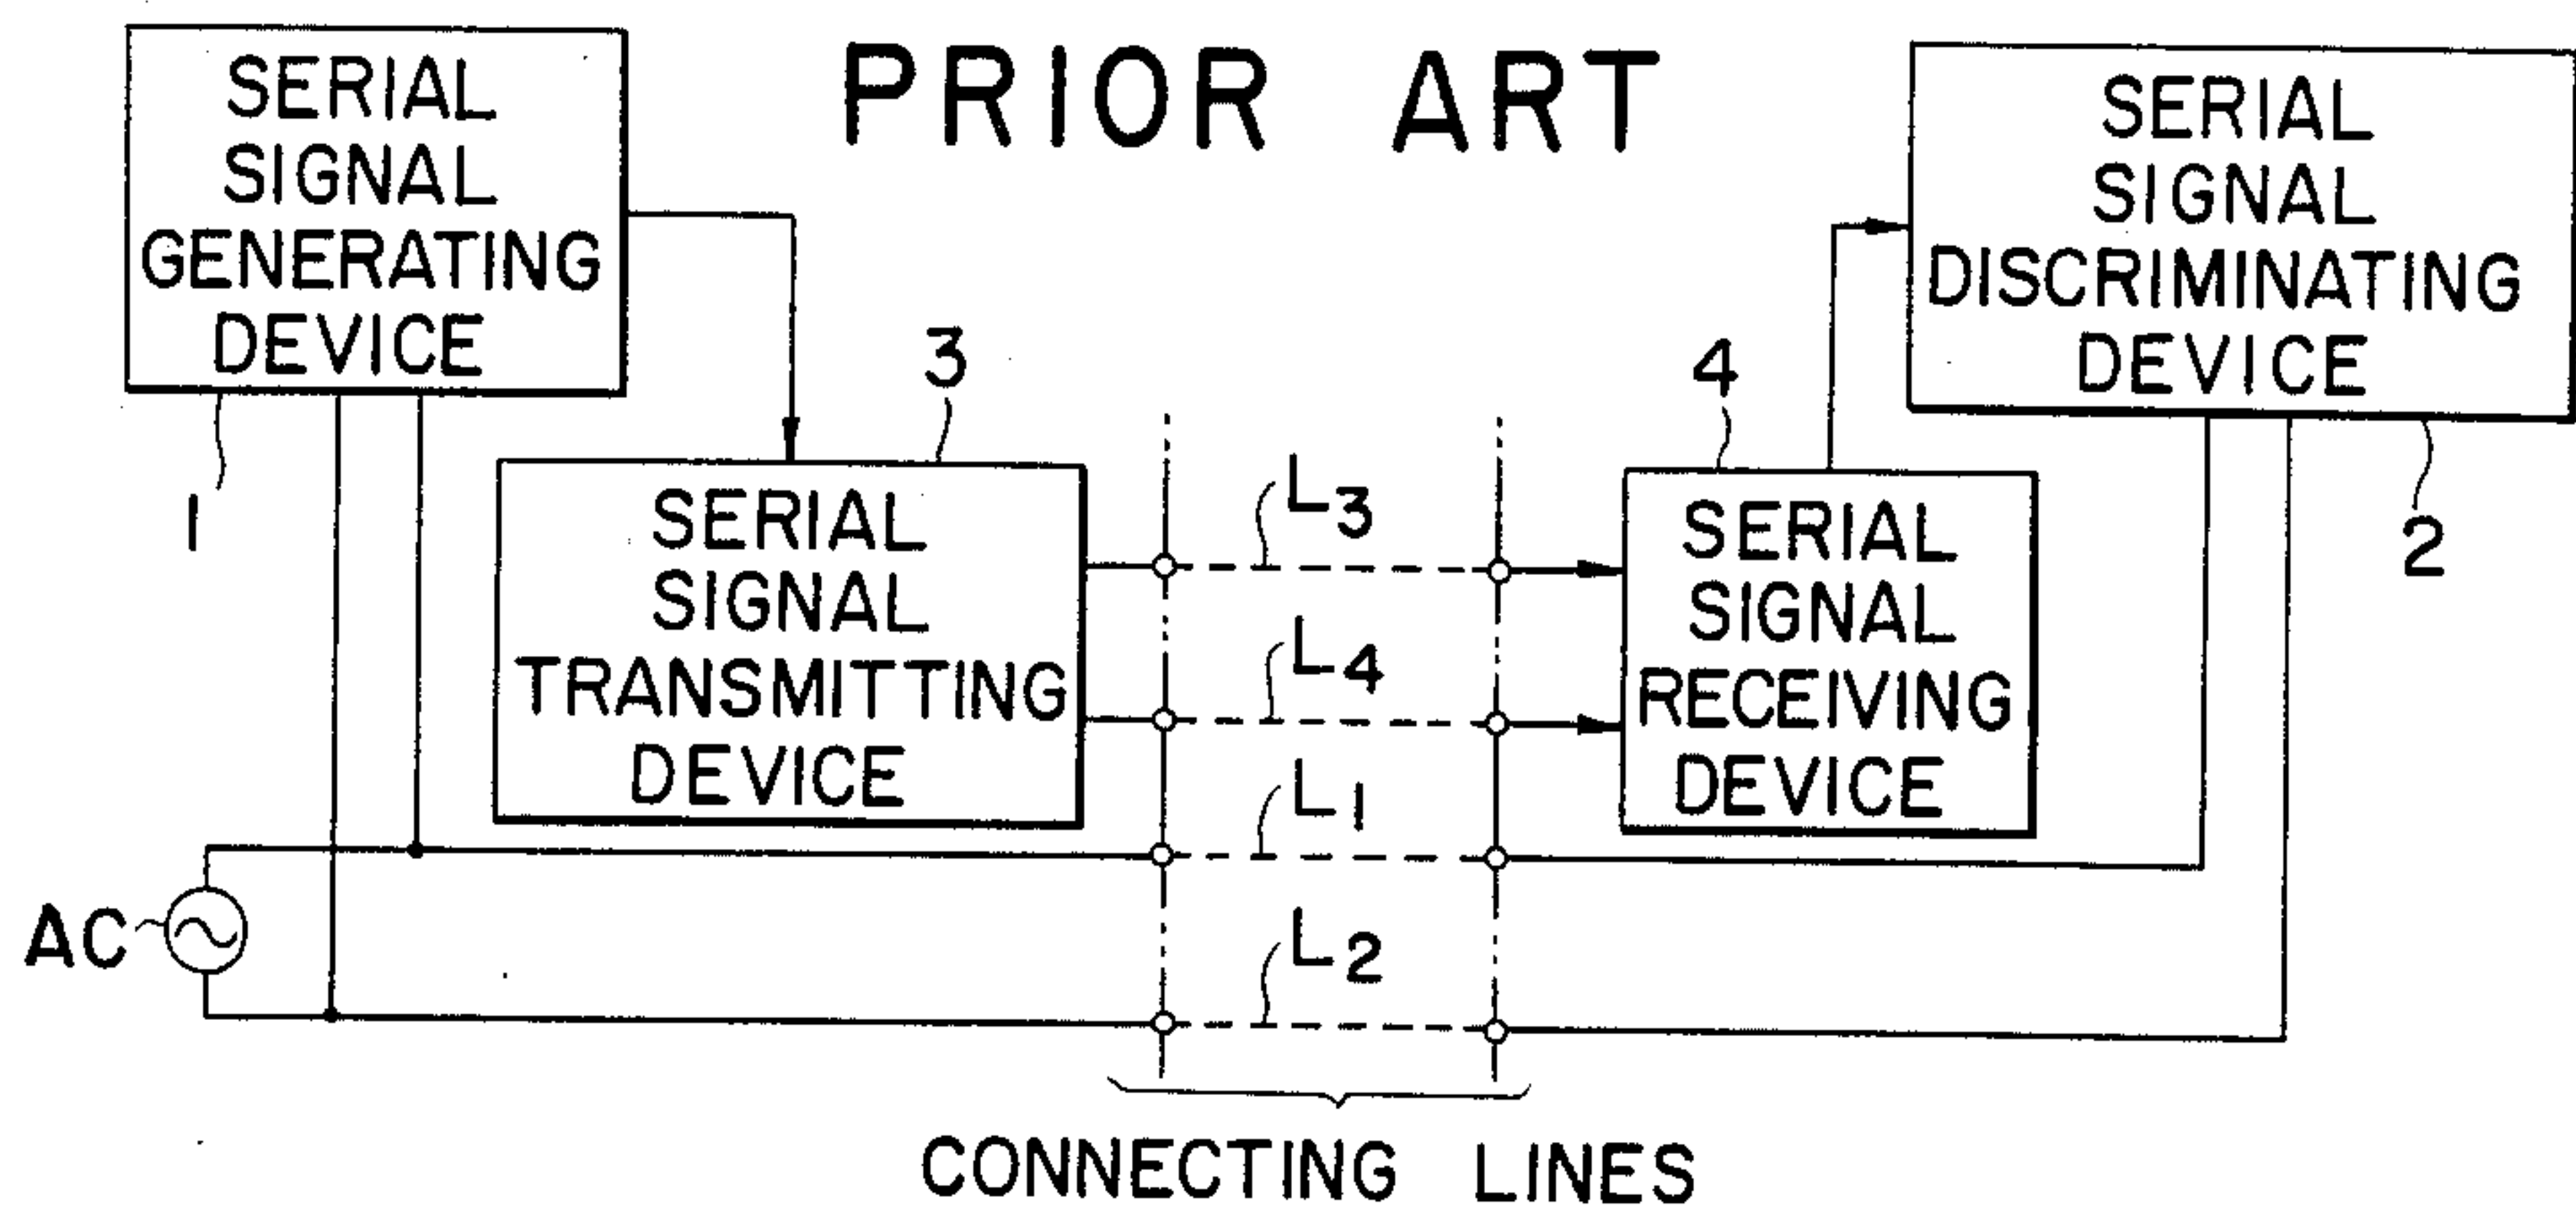 PRIOR ART
SERIAL
SIGNAL
GENERATING
DEVICE
1
SERIAL
SIGNAL
DISCRIMINATING
DEVICE
2
3
SERIAL
SIGNAL
TRANSMITTING
DEVICE
4
SERIAL
SIGNAL
RECEIVING
DEVICE
L3
L4
L1
L2
AC
CONNECTING LINES